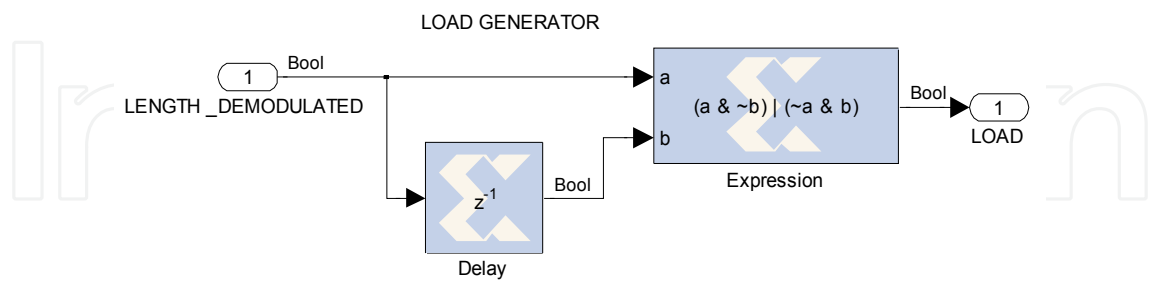 LOAD GENERATOR
1
Bool
LENGTH _DEMODULATED
a
b
(a & ~b) | (~a & b)
Bool
1
LOAD
Expression
z-1
Bool
Delay